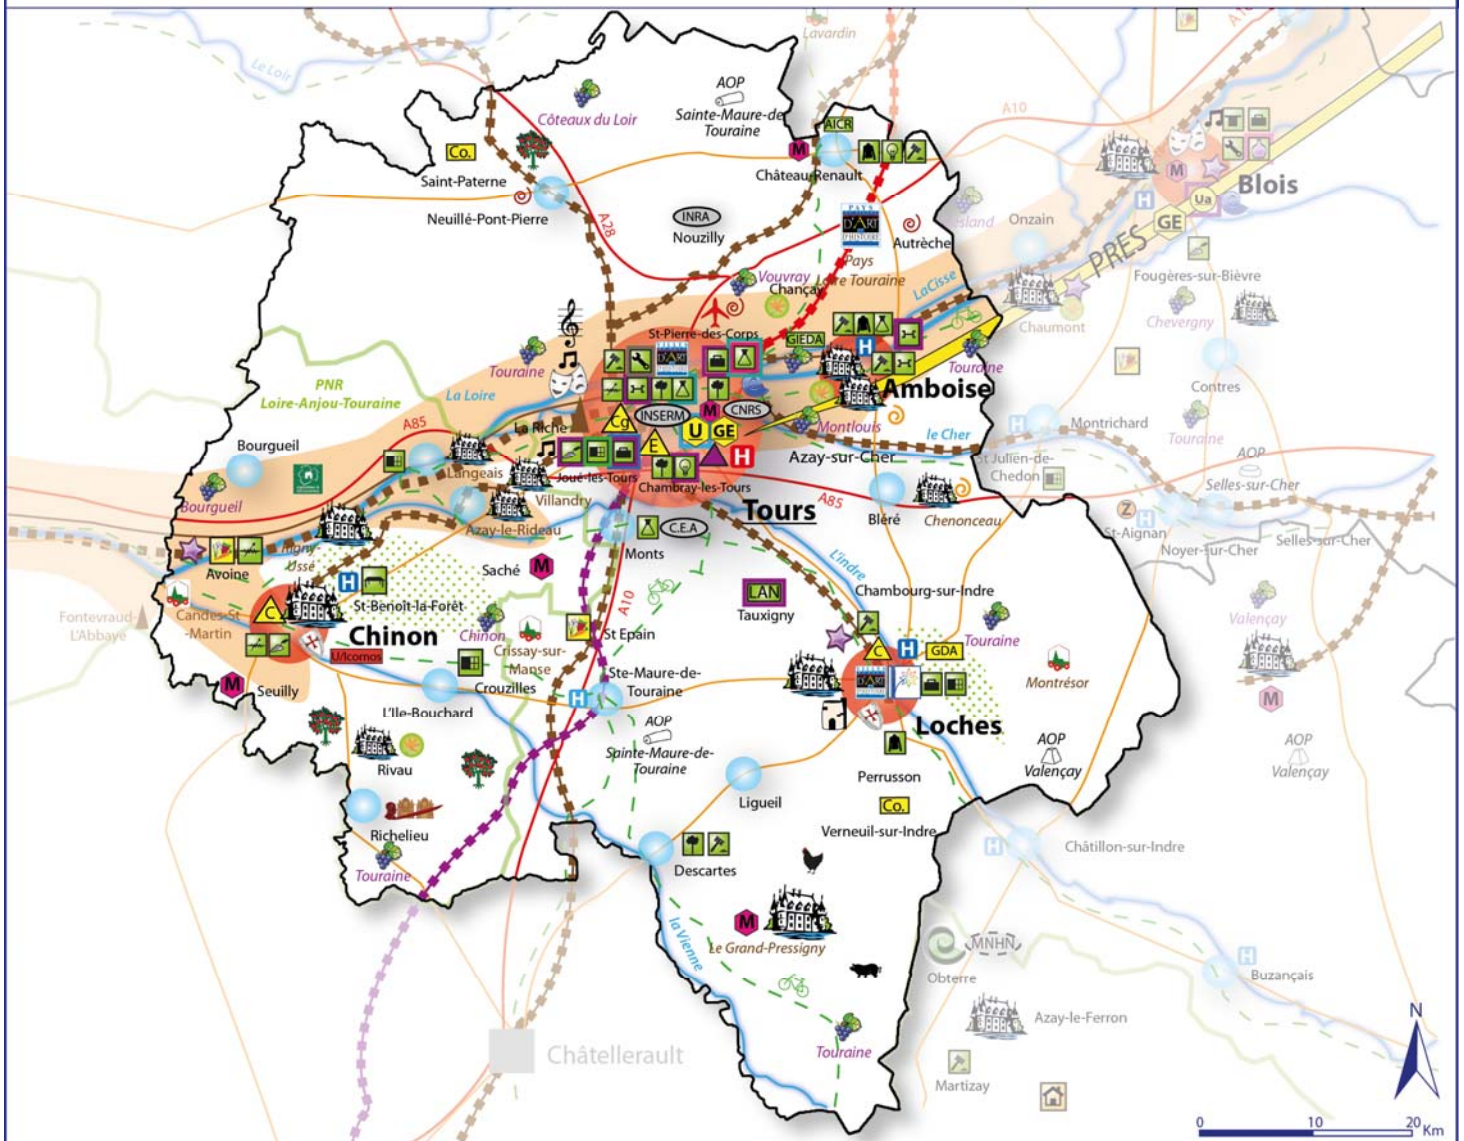 Lavardin
A10
Le Loir
AOP
Sainte-Maure-de
Touraine
Côteaux du Loir
A10
AICR
Co.
M
Château-Renault
Saint-Paterne
Neuillé-Pont-Pierre
A28
INRA
Nouzilly
PAYS
D'ART
Autrèche
Pays
Loire Touraine
Onzain
M
H
Ua
Blois
GE
PRES
Fougères-sur-Bièvre
Vouvray
Chançay
LaCisse
Chaumont
Chevergny
St-Pierre-des-Corps
GIEDA
H
D'ART
Touraine
Touraine
Amboise
Contres
PNR
Loire-Anjou-Touraine
La Loire
A85
La Riche
Cg
INSERM
M
CNRS
U
GE
E
H
Montlouis
le Cher
H
Montrichard
Touraine
Bourgueil
Langeais
Joué-les-Tours
Chambray-les-Tours
Azay-sur-Cher
St Julien-de-
Chedon
AOP
Selles-sur-Cher
Bourgueil
Villandry
Azay-le-Rideau
Tours
A85
Bléré
Chenonceau
Z
H
St-Aignan
Noyer-sur-Cher
Selles-sur-Cher
Rigny
Ussé
Monts
C.E.A
L'indre
Avoine
H
St-Benoît-la-Forêt
Saché
M
A10
LAN
Tauxigny
Chambourg-sur-Indre
Fontevraud-
L'Abbaye
Candes-St
-Martin
C
Chinon
U/Icomos
Chinon
Crissay-sur-
Manse
St Epain
C
H
GDA
Touraine
Valençay
M
M
Seuilly
Crouzilles
L'Ile-Bouchard
H
Ste-Maure-de-
Touraine
D'ART
Montrésor
Loches
AOP
Sainte-Maure-de-
Touraine
AOP
Valençay
AOP
Valençay
Rivau
Perrusson
Ligueil
Co.
Verneuil-sur-Indre
Richelieu
Touraine
Descartes
H
Châtillon-sur-Indre
la Vienne
M
Le Grand-Pressigny
MNHN
Obterre
H
Buzançais
Azay-le-Ferron
Châtellerault
Touraine
Martizay
N
0 10 20 Km